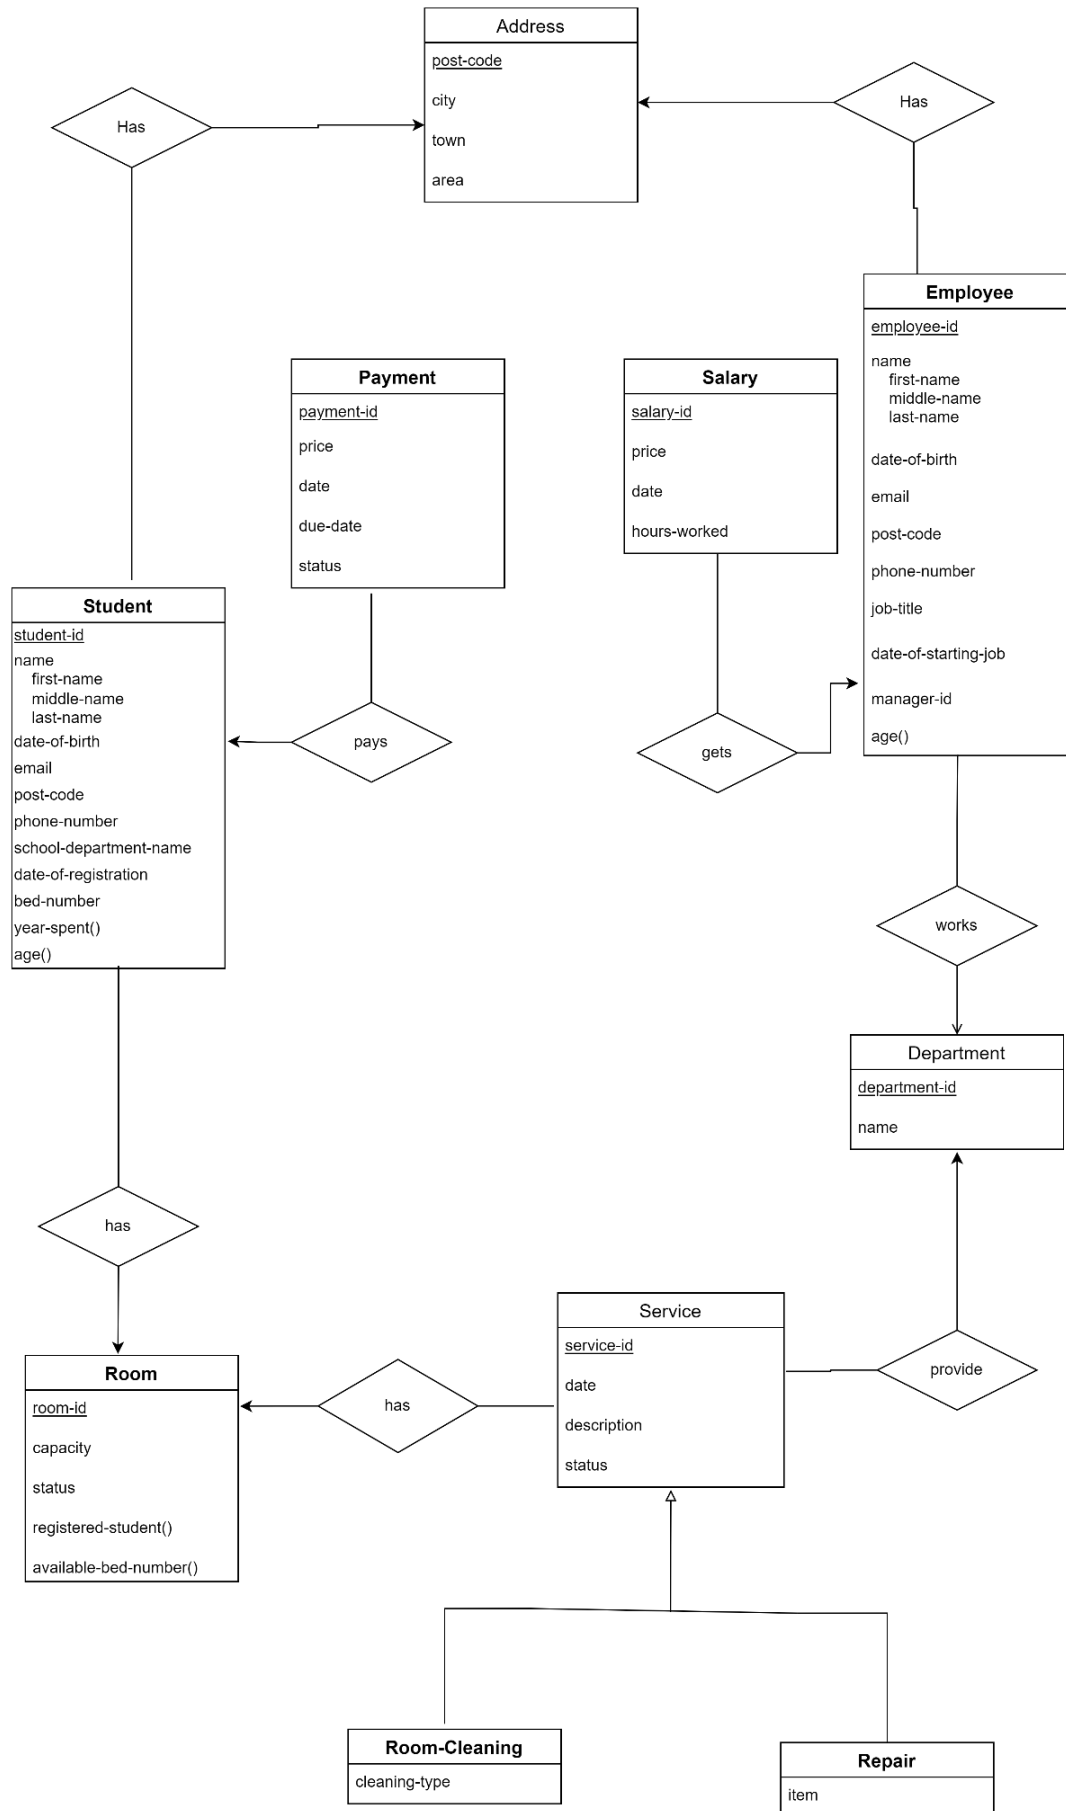 Address
post-code
city
town
area
Has
Has
Employee
employee-id
name
first-name
middle-name
last-name
date-of-birth
email
post-code
phone-number
job-title
date-of-starting-job
manager-id
age()
Payment
payment-id
price
date
due-date
status
Salary
salary-id
price
date
hours-worked
Student
student-id
name
first-name
middle-name
last-name
date-of-birth
email
post-code
phone-number
school-department-name
date-of-registration
bed-number
year-spent()
age()
pays
gets
works
Department
department-id
name
has
Service
service-id
date
description
status
provide
Room
room-id
capacity
status
registered-student()
available-bed-number()
has
Room-Cleaning
cleaning-type
Repair
item